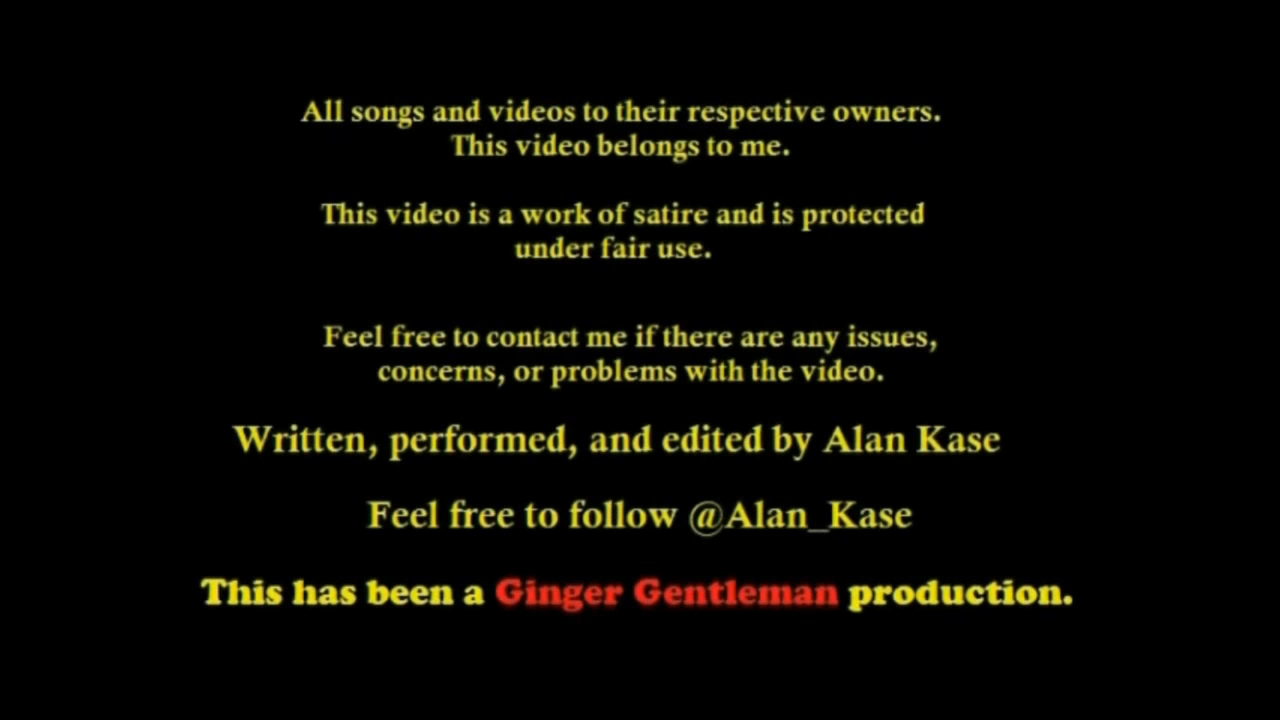 All songs and videos to their respective owners.
This video belongs to me.
This video is a work of satire and is protected
under fair use.
Feel free to contact me if there are any issues,
concerns, or problems with the video.
Written, performed, and edited by Alan Kase
Feel free to follow @Alan_Kase
This has been a Ginger Gentleman production.